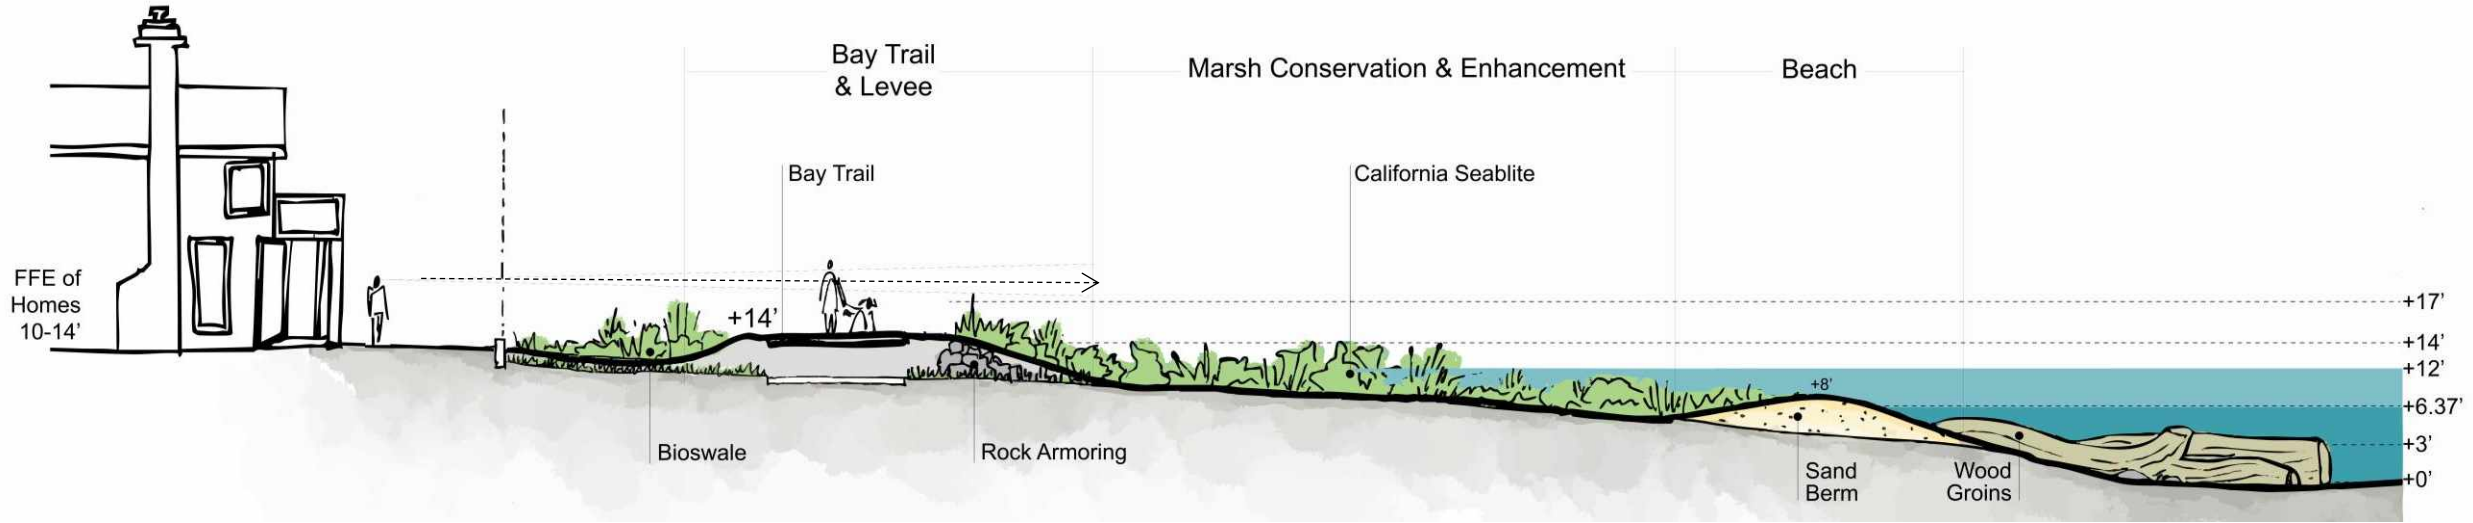 Bay Trail
& Levee
Marsh Conservation & Enhancement
Beach
Bay Trail
California Seablite
FFE of
Homes
10-14’
+14’
+17’
+14’
+12’
+8’
+6.37’
+3’
+0’
Bioswale
Rock Armoring
Sand
Berm
Wood
Groins